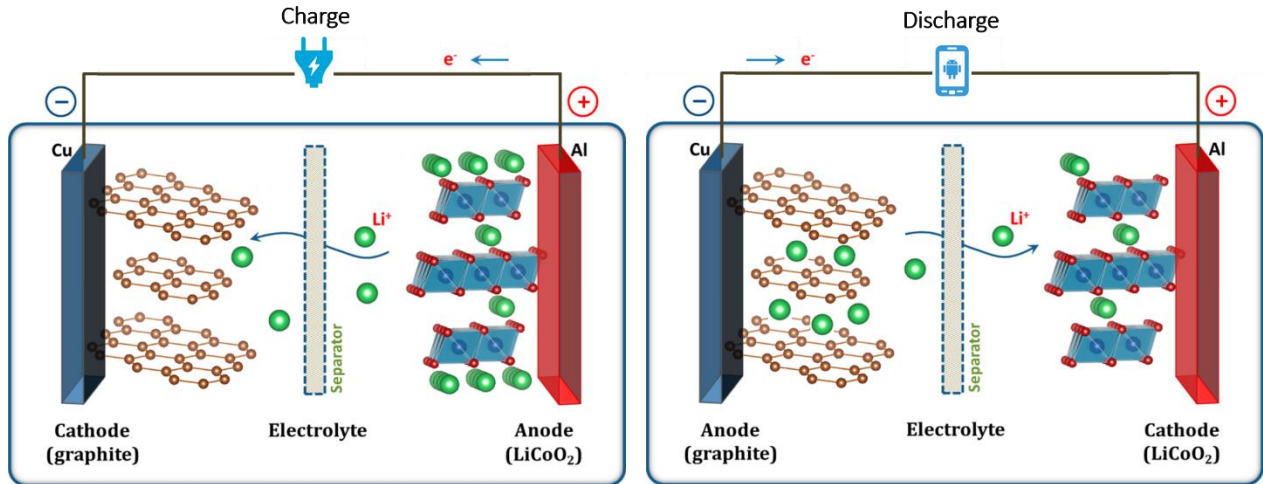 Charge
e⁻
−
+
Cu
Al
Li⁺
Separator
Cathode
(graphite)
Electrolyte
Anode
(LiCoO₂)
Discharge
e⁻
−
+
Cu
Al
Li⁺
Separator
Anode
(graphite)
Electrolyte
Cathode
(LiCoO₂)